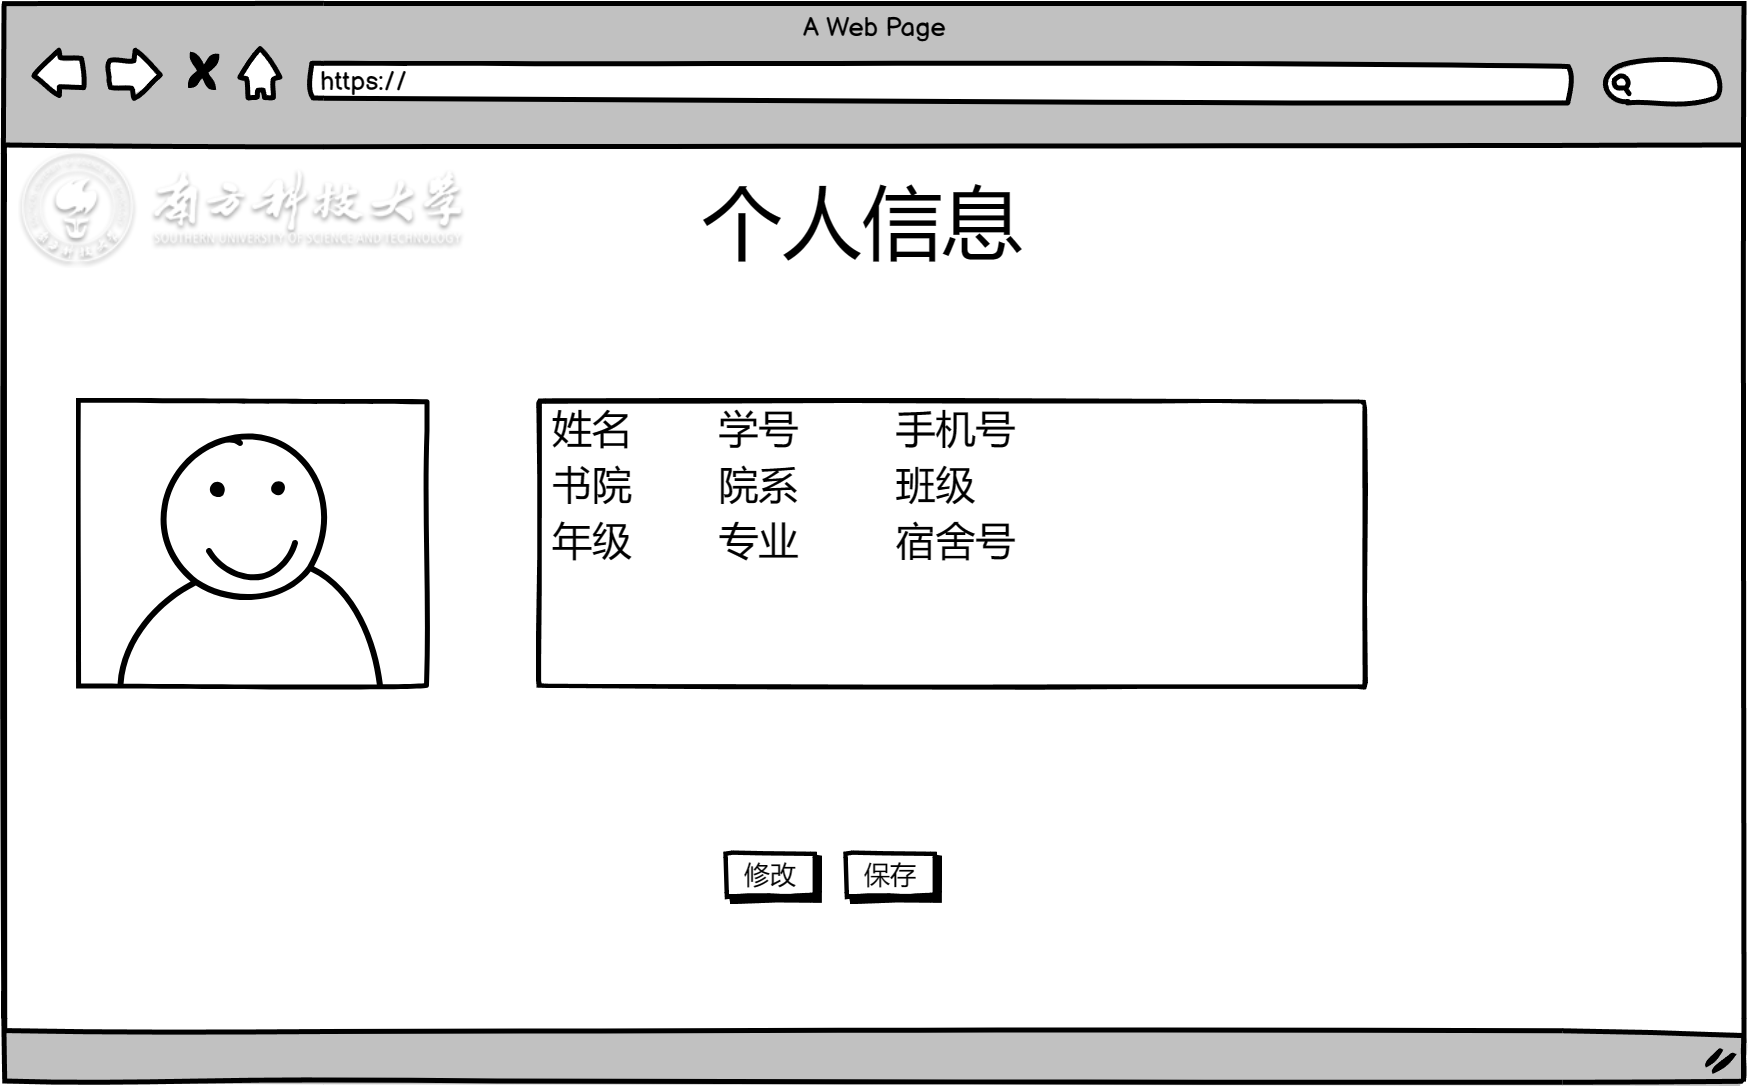 A Web Page
https://
南方科技大学
SOUTHERN UNIVERSITY OF SCIENCE AND TECHNOLOGY
个人信息
姓名 学号 手机号
书院 院系 班级
年级 专业 宿舍号
修改 保存